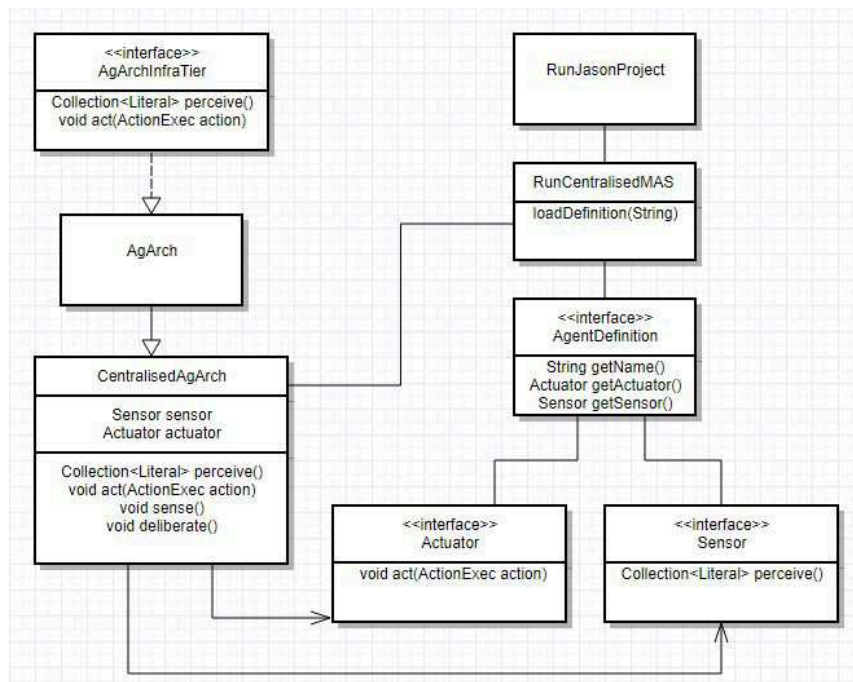 <<interface>>
AgArchInfraTier
Collection<Literal> perceive()
void act(ActionExec action)
RunJasonProject
RunCentralisedMAS
loadDefinition(String)
AgArch
<<interface>>
AgentDefinition
String getName()
Actuator getActuator()
Sensor getSensor()
CentralisedAgArch
Sensor sensor
Actuator actuator
Collection<Literal> perceive()
void act(ActionExec action)
void sense()
void deliberate()
<<interface>>
Actuator
void act(ActionExec action)
<<interface>>
Sensor
Collection<Literal> perceive()